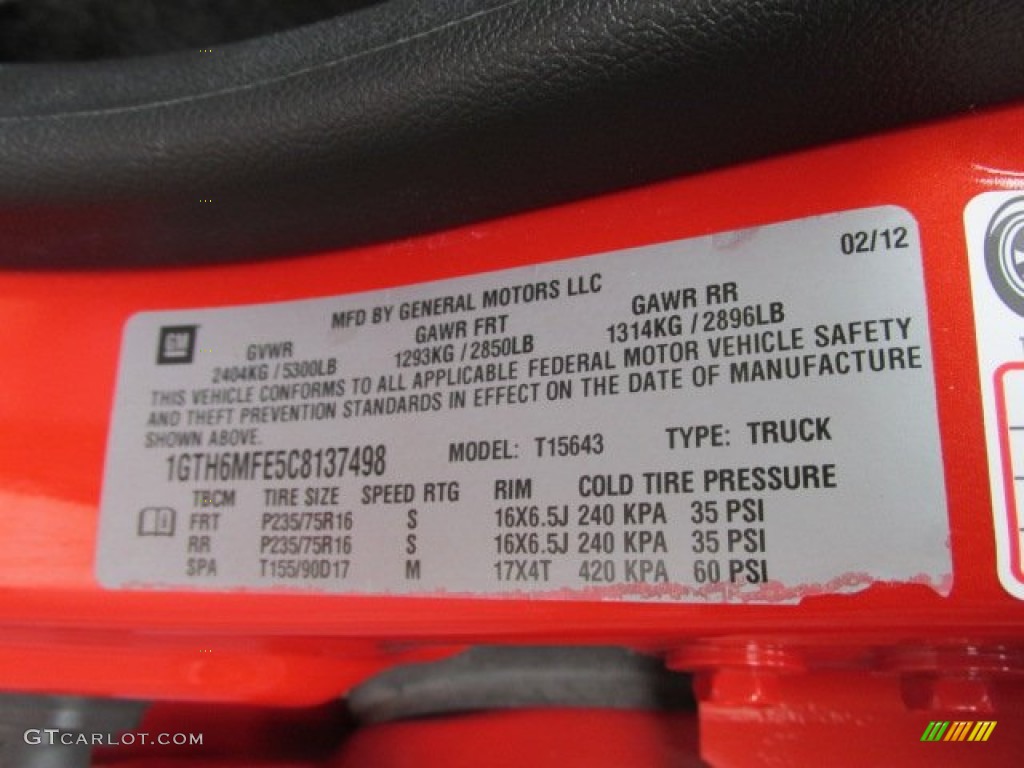 02/12
MFD BY GENERAL MOTORS LLC
GM
GVWR GAWR FRT GAWR RR
2404KG / 5300LB 1293KG / 2850LB 1314KG / 2896LB
THIS VEHICLE CONFORMS TO ALL APPLICABLE FEDERAL MOTOR VEHICLE SAFETY
AND THEFT PREVENTION STANDARDS IN EFFECT ON THE DATE OF MANUFACTURE
SHOWN ABOVE.
1GTH6MFE5C8137498 MODEL: T15643 TYPE: TRUCK
TBCM TIRE SIZE SPEED RTG RIM COLD TIRE PRESSURE
FRT P235/75R16 S 16X6.5J 240 KPA 35 PSI
RR P235/75R16 S 16X6.5J 240 KPA 35 PSI
SPA T155/90D17 M 17X4T 420 KPA 60 PSI
GTCARLOT.COM